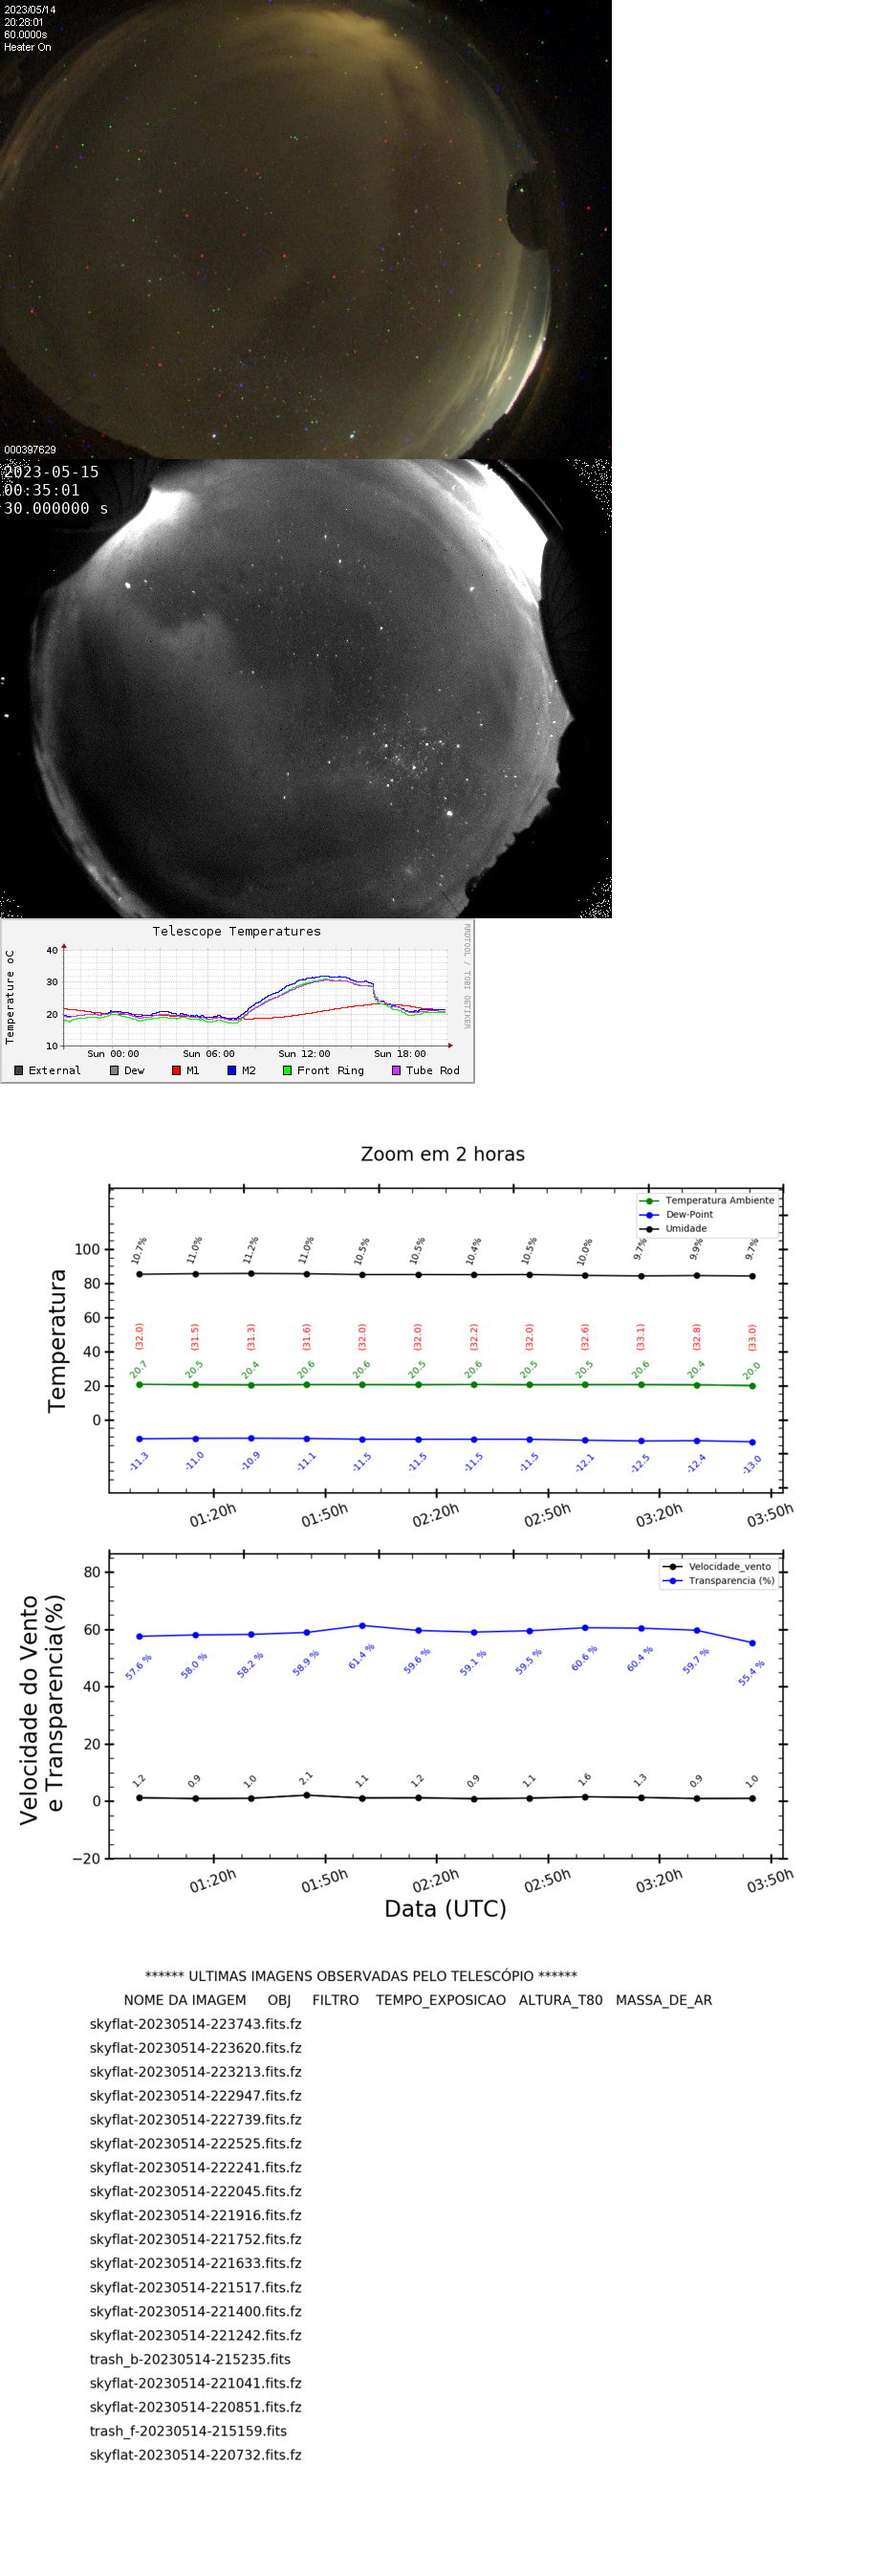 2023/05/14
20:28:01
60.0000s
Heater On
000397629
2023-05-15
00:35:01
30.000000 s
Telescope Temperatures
RRDTOOL / TOBI OETIKER
Temperature oC
40
30
20
10
Sun 00:00 Sun 06:00 Sun 12:00 Sun 18:00
External Dew M1 M2 Front Ring Tube Rod
Zoom em 2 horas
Temperatura Ambiente
Dew-Point
Umidade
Temperatura
100
80
60
40
20
0
10.7% 11.0% 11.2% 11.0% 10.5% 10.5% 10.4% 10.5% 10.0% 9.7% 9.9% 9.7%
(32.0) (31.5) (31.3) (31.6) (32.0) (32.0) (32.2) (32.0) (32.6) (33.1) (32.8) (33.0)
20.7 20.5 20.4 20.6 20.6 20.5 20.6 20.5 20.5 20.6 20.4 20.0
-11.3 -11.0 -10.9 -11.1 -11.5 -11.5 -11.5 -11.5 -12.1 -12.5 -12.4 -13.0
01:20h 01:50h 02:20h 02:50h 03:20h 03:50h
Velocidade_vento
Transparencia (%)
Velocidade do Vento
e Transparencia(%)
80
60
40
20
0
−20
57.6 % 58.0 % 58.2 % 58.9 % 61.4 % 59.6 % 59.1 % 59.5 % 60.6 % 60.4 % 59.7 % 55.4 %
1.2 0.9 1.0 2.1 1.1 1.2 0.9 1.1 1.6 1.3 0.9 1.0
01:20h 01:50h 02:20h 02:50h 03:20h 03:50h
Data (UTC)
****** ULTIMAS IMAGENS OBSERVADAS PELO TELESCÓPIO ******
NOME DA IMAGEM OBJ FILTRO TEMPO_EXPOSICAO ALTURA_T80 MASSA_DE_AR
skyflat-20230514-223743.fits.fz
skyflat-20230514-223620.fits.fz
skyflat-20230514-223213.fits.fz
skyflat-20230514-222947.fits.fz
skyflat-20230514-222739.fits.fz
skyflat-20230514-222525.fits.fz
skyflat-20230514-222241.fits.fz
skyflat-20230514-222045.fits.fz
skyflat-20230514-221916.fits.fz
skyflat-20230514-221752.fits.fz
skyflat-20230514-221633.fits.fz
skyflat-20230514-221517.fits.fz
skyflat-20230514-221400.fits.fz
skyflat-20230514-221242.fits.fz
trash_b-20230514-215235.fits
skyflat-20230514-221041.fits.fz
skyflat-20230514-220851.fits.fz
trash_f-20230514-215159.fits
skyflat-20230514-220732.fits.fz